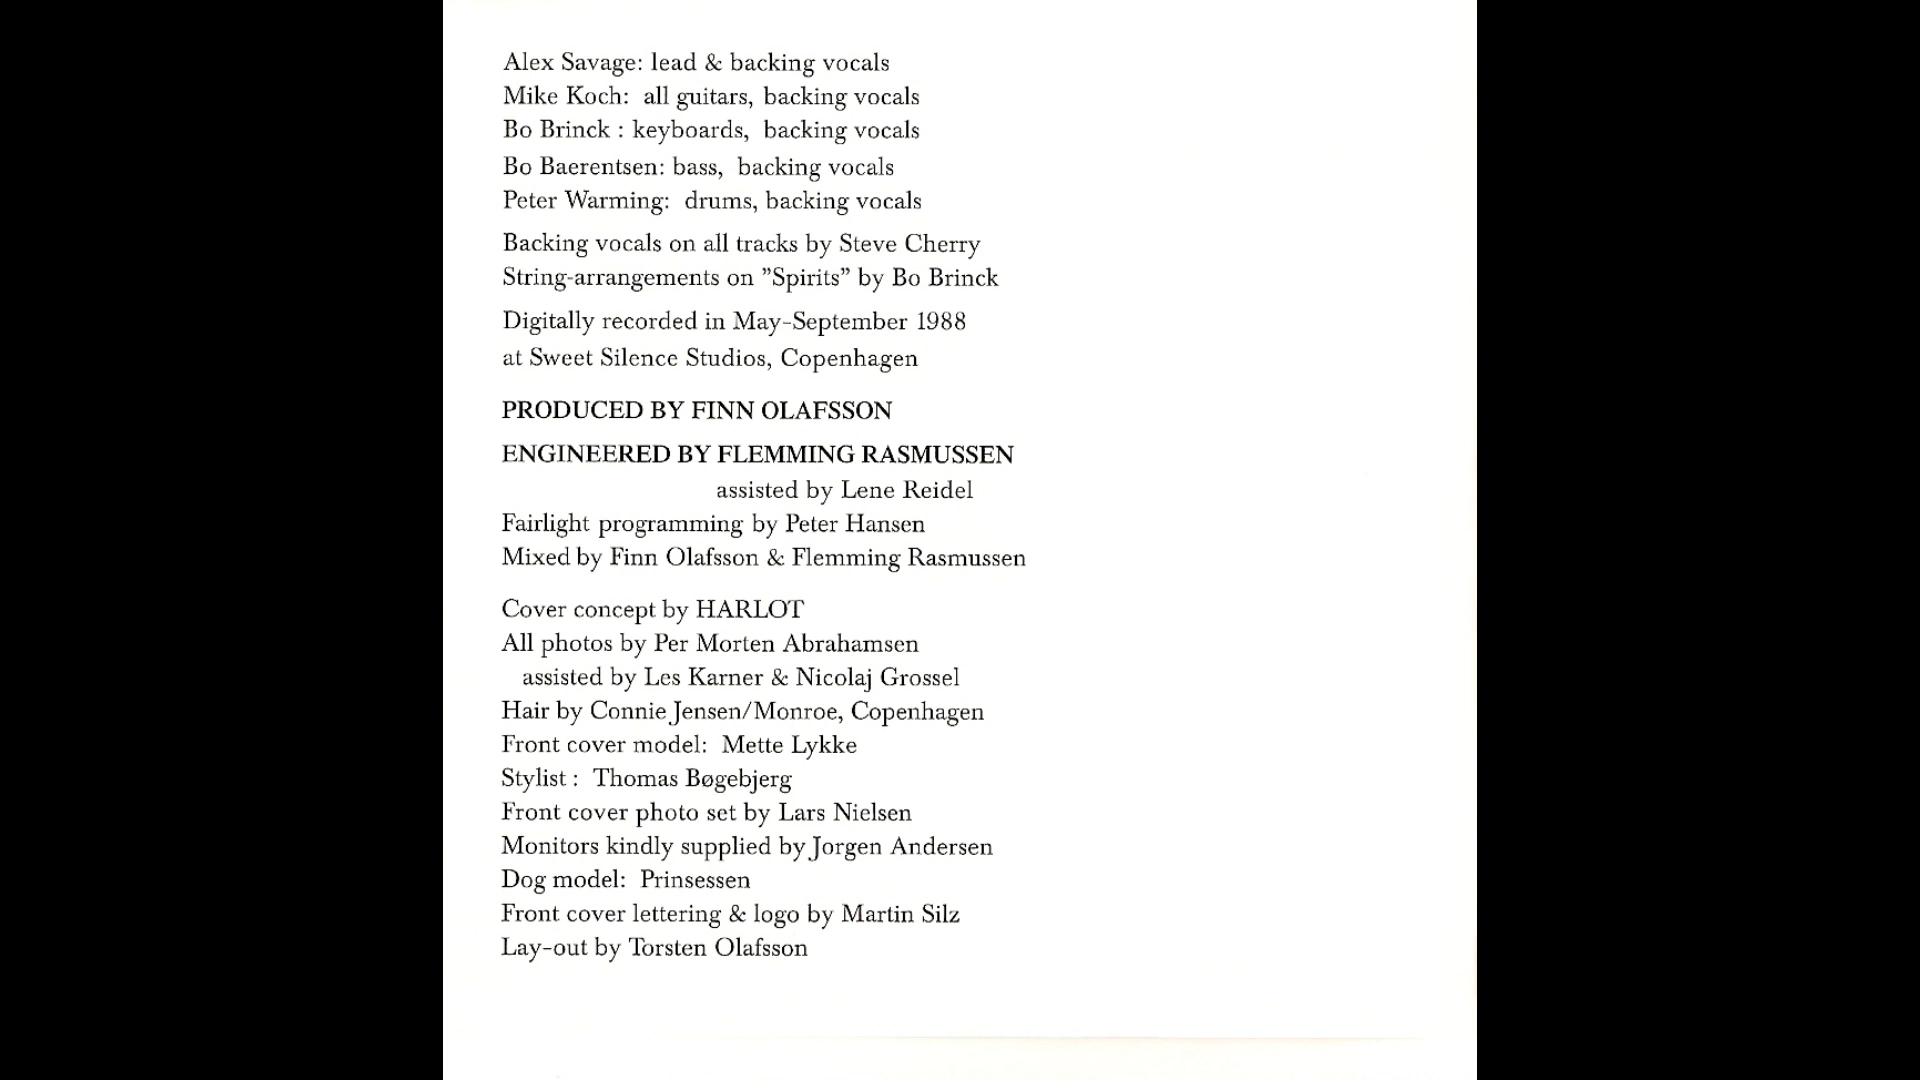 Alex Savage: lead & backing vocals
Mike Koch: all guitars, backing vocals
Bo Brinck : keyboards, backing vocals
Bo Baerentsen: bass, backing vocals
Peter Warming: drums, backing vocals
Backing vocals on all tracks by Steve Cherry
String-arrangements on ”Spirits” by Bo Brinck
Digitally recorded in May-September 1988
at Sweet Silence Studios, Copenhagen
PRODUCED BY FINN OLAFSSON
ENGINEERED BY FLEMMING RASMUSSEN
assisted by Lene Reidel
Fairlight programming by Peter Hansen
Mixed by Finn Olafsson & Flemming Rasmussen
Cover concept by HARLOT
All photos by Per Morten Abrahamsen
assisted by Les Karner & Nicolaj Grossel
Hair by Connie Jensen/Monroe, Copenhagen
Front cover model: Mette Lykke
Stylist : Thomas Bøgebjerg
Front cover photo set by Lars Nielsen
Monitors kindly supplied by Jorgen Andersen
Dog model: Prinsessen
Front cover lettering & logo by Martin Silz
Lay-out by Torsten Olafsson